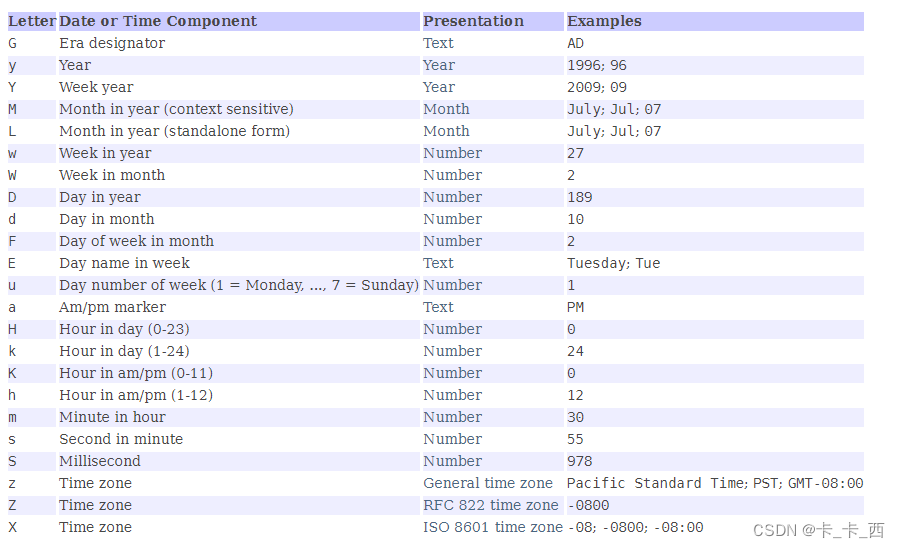 Letter Date or Time Component Presentation Examples
G Era designator Text AD
y Year Year 1996; 96
Y Week year Year 2009; 09
M Month in year (context sensitive) Month July; Jul; 07
L Month in year (standalone form) Month July; Jul; 07
w Week in year Number 27
W Week in month Number 2
D Day in year Number 189
d Day in month Number 10
F Day of week in month Number 2
E Day name in week Text Tuesday; Tue
u Day number of week (1 = Monday, ..., 7 = Sunday) Number 1
a Am/pm marker Text PM
H Hour in day (0-23) Number 0
k Hour in day (1-24) Number 24
K Hour in am/pm (0-11) Number 0
h Hour in am/pm (1-12) Number 12
m Minute in hour Number 30
s Second in minute Number 55
S Millisecond Number 978
z Time zone General time zone Pacific Standard Time; PST; GMT-08:00
Z Time zone RFC 822 time zone -0800
X Time zone ISO 8601 time zone -08; -0800; -08:00
CSDN @卡_卡_西